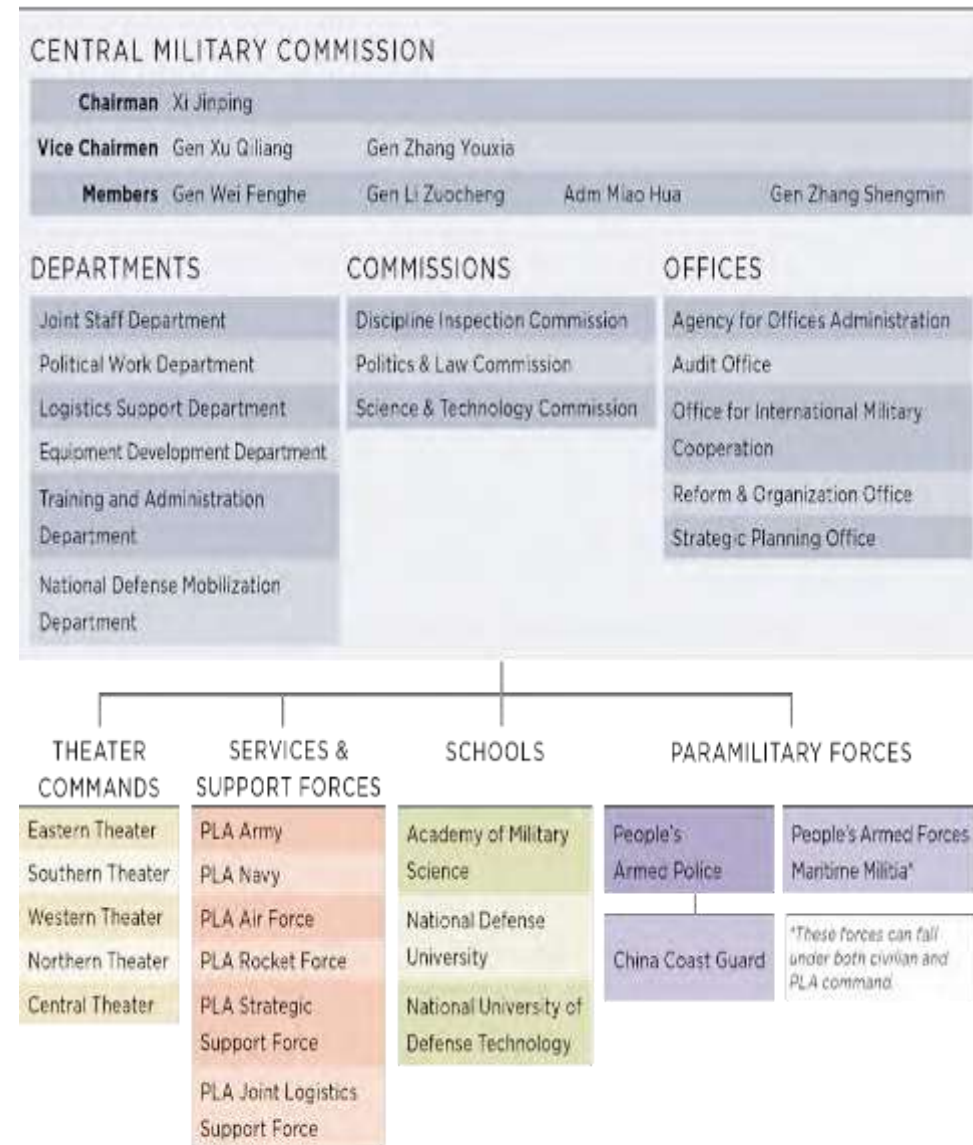 CENTRAL MILITARY COMMISSION
Chairman Xi Jinping
Vice Chairmen Gen Xu Qiliang Gen Zhang Youxia
Members Gen Wei Fenghe Gen Li Zuocheng Adm Miao Hua Gen Zhang Shengmin
DEPARTMENTS
Joint Staff Department
Political Work Department
Logistics Support Department
Equipment Development Department
Training and Administration
Department
National Defense Mobilization
Department
COMMISSIONS
Discipline Inspection Commission
Politics & Law Commission
Science & Technology Commission
OFFICES
Agency for Offices Administration
Audit Office
Office for International Military
Cooperation
Reform & Organization Office
Strategic Planning Office
THEATER
COMMANDS
Eastern Theater
Southern Theater
Western Theater
Northern Theater
Central Theater
SERVICES &
SUPPORT FORCES
PLA Army
PLA Navy
PLA Air Force
PLA Rocket Force
PLA Strategic
Support Force
PLA Joint Logistics
Support Force
SCHOOLS
Academy of Military
Science
National Defense
University
National University of
Defense Technology
PARAMILITARY FORCES
People's
Armed Police
China Coast Guard
People's Armed Forces
Maritime Militia*
*These forces can fall
under both civilian and
PLA command.